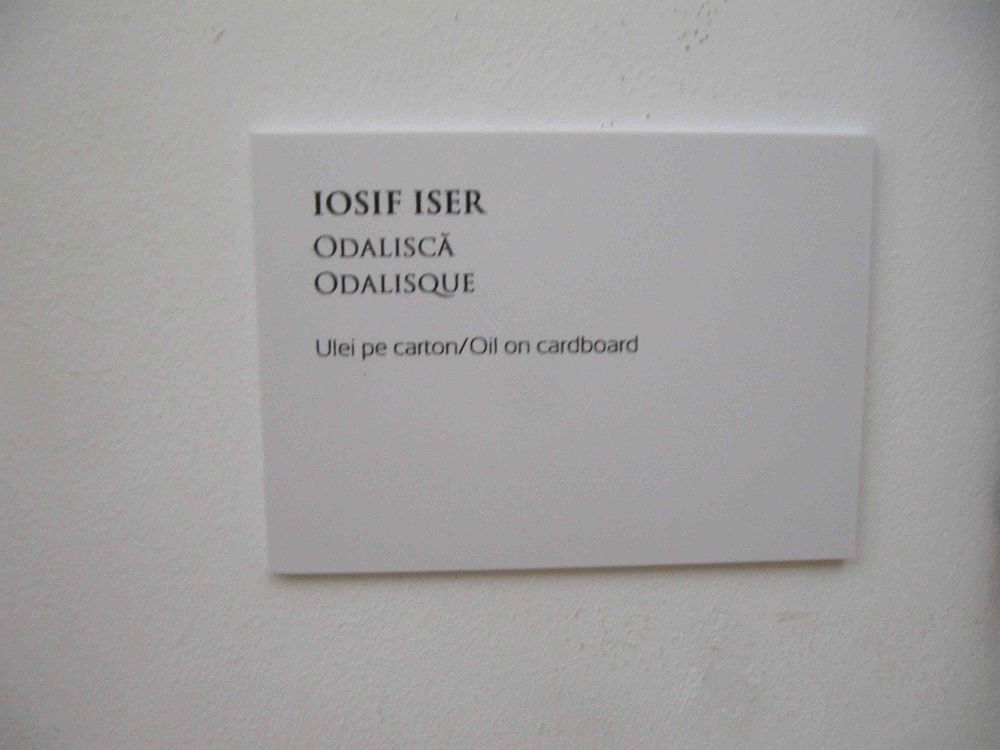 IOSIF ISER
ODALISCĂ
ODALISQUE
Ulei pe carton/Oil on cardboard